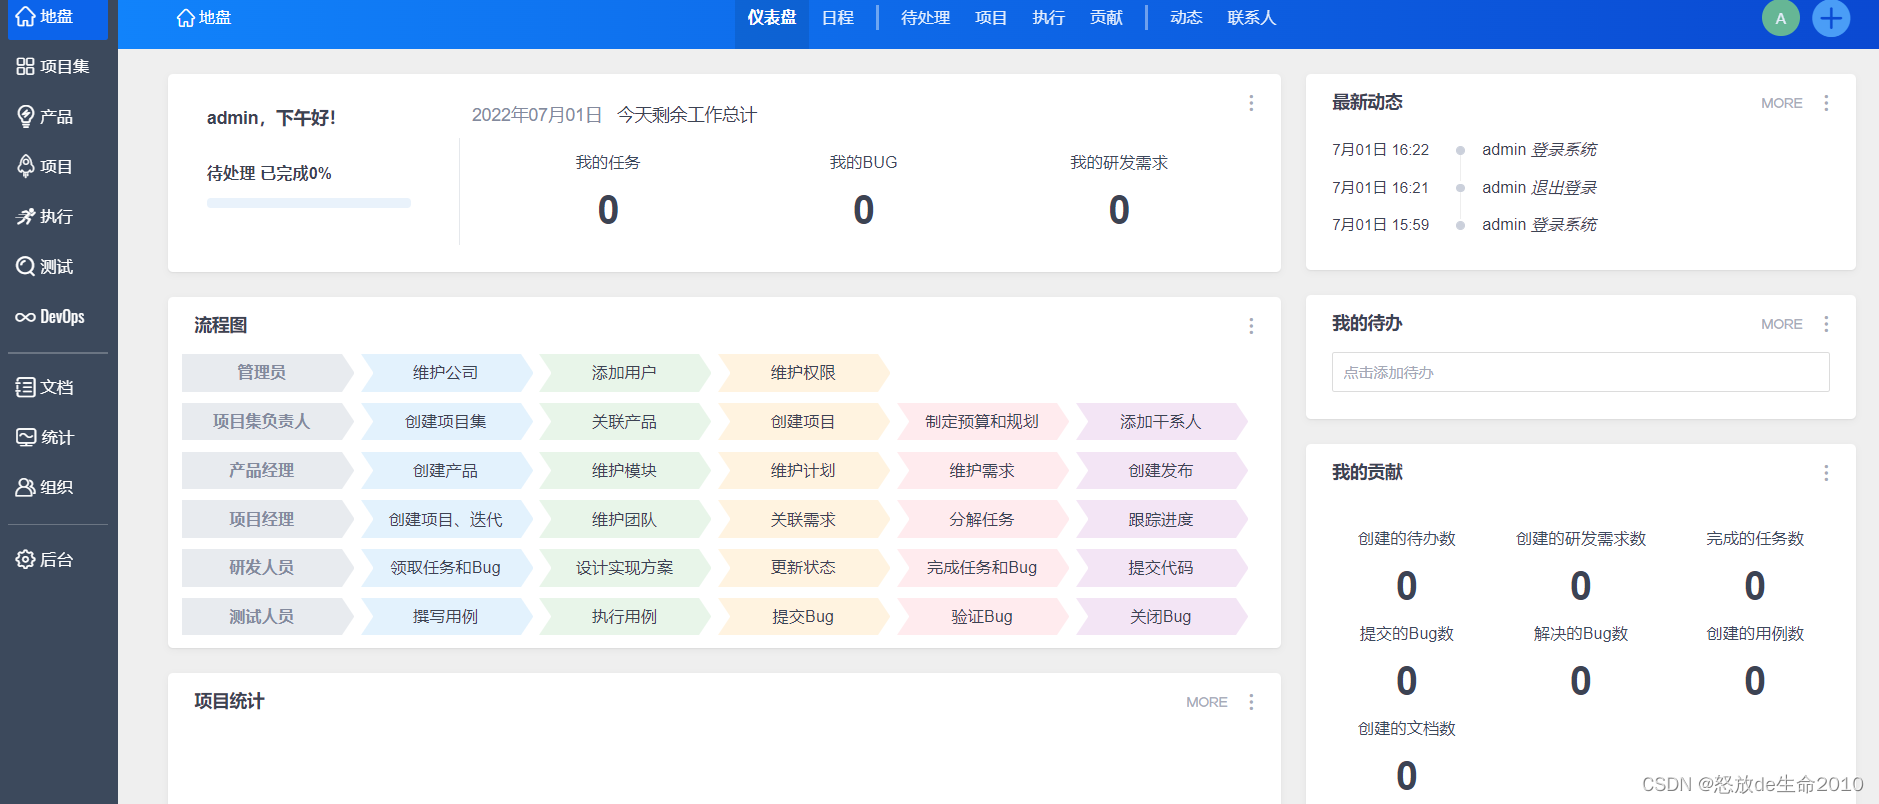 地盘
项目集
产品
项目
执行
测试
DevOps
文档
统计
组织
后台
地盘
仪表盘 日程 待处理 项目 执行 贡献 动态 联系人
A
admin，下午好！
待处理 已完成0%
2022年07月01日 今天剩余工作总计
我的任务 我的BUG 我的研发需求
0 0 0
流程图
管理员 维护公司 添加用户 维护权限
项目集负责人 创建项目集 关联产品 创建项目 制定预算和规划 添加干系人
产品经理 创建产品 维护模块 维护计划 维护需求 创建发布
项目经理 创建项目、迭代 维护团队 关联需求 分解任务 跟踪进度
研发人员 领取任务和Bug 设计实现方案 更新状态 完成任务和Bug 提交代码
测试人员 撰写用例 执行用例 提交Bug 验证Bug 关闭Bug
项目统计 MORE
最新动态 MORE
7月01日 16:22 admin 登录系统
7月01日 16:21 admin 退出登录
7月01日 15:59 admin 登录系统
我的待办 MORE
点击添加待办
我的贡献
创建的待办数 创建的研发需求数 完成的任务数
0 0 0
提交的Bug数 解决的Bug数 创建的用例数
0 0 0
创建的文档数
0
CSDN @怒放de生命2010